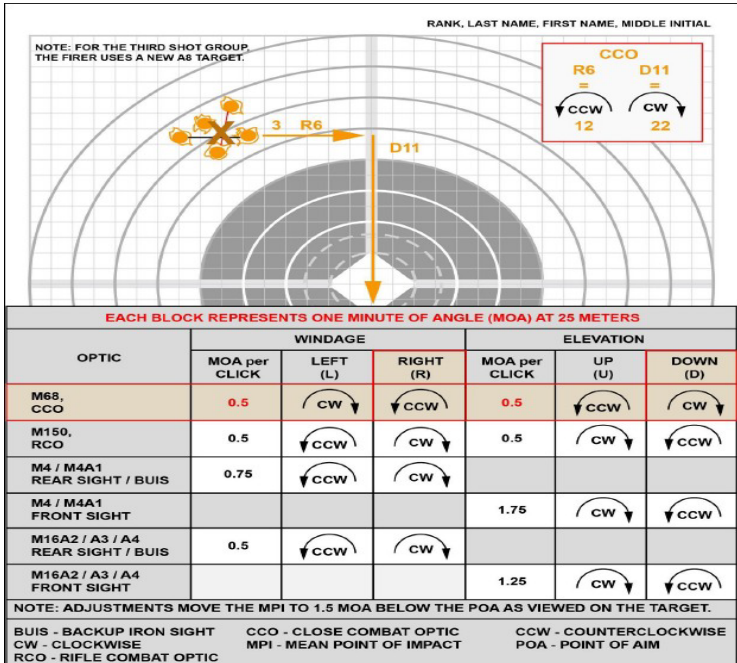 RANK, LAST NAME, FIRST NAME, MIDDLE INITIAL
NOTE: FOR THE THIRD SHOT GROUP,
THE FIRER USES A NEW A8 TARGET.
CCO
R6 D11
= =
CCW CW
12 22
X
3 R6
D11
EACH BLOCK REPRESENTS ONE MINUTE OF ANGLE (MOA) AT 25 METERS
OPTIC WINDAGE ELEVATION
MOA per CLICK LEFT (L) RIGHT (R) MOA per CLICK UP (U) DOWN (D)
M68, CCO 0.5 CW CCW 0.5 CCW CW
M150, RCO 0.5 CCW CW 0.5 CW CCW
M4 / M4A1 REAR SIGHT / BUIS 0.75 CCW CW
M4 / M4A1 FRONT SIGHT 1.75 CW CCW
M16A2 / A3 / A4 REAR SIGHT / BUIS 0.5 CCW CW
M16A2 / A3 / A4 FRONT SIGHT 1.25 CW CCW
NOTE: ADJUSTMENTS MOVE THE MPI TO 1.5 MOA BELOW THE POA AS VIEWED ON THE TARGET.
BUIS - BACKUP IRON SIGHT CCO - CLOSE COMBAT OPTIC CCW - COUNTERCLOCKWISE
CW - CLOCKWISE MPI - MEAN POINT OF IMPACT POA - POINT OF AIM
RCO - RIFLE COMBAT OPTIC